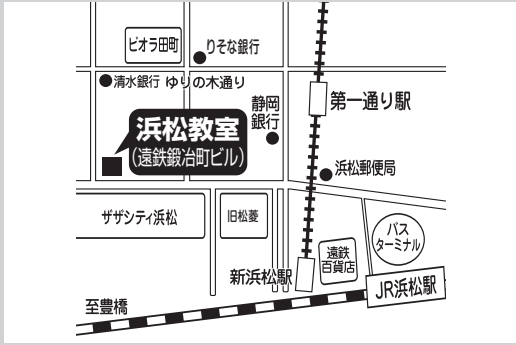 ビオラ田町
りそな銀行
清水銀行
ゆりの木通り
静岡
銀行
第一通り駅
浜松教室
(遠鉄鍛冶町ビル)
浜松郵便局
ザザシティ浜松
旧松菱
バス
ターミナル
遠鉄
百貨店
新浜松駅
JR浜松駅
至豊橋